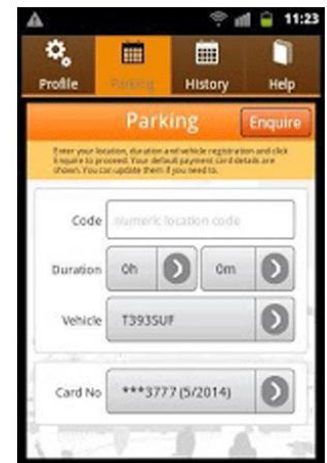 11:23
Profile Parking History Help
Parking Enquire
Enter your location, duration and vehicle registration and click
Enquire to proceed. Your default payment card details are
shown. You can update them if you need to.
Code numeric location code
Duration 0h 0m
Vehicle T393SUF
Card No ***3777 (5/2014)